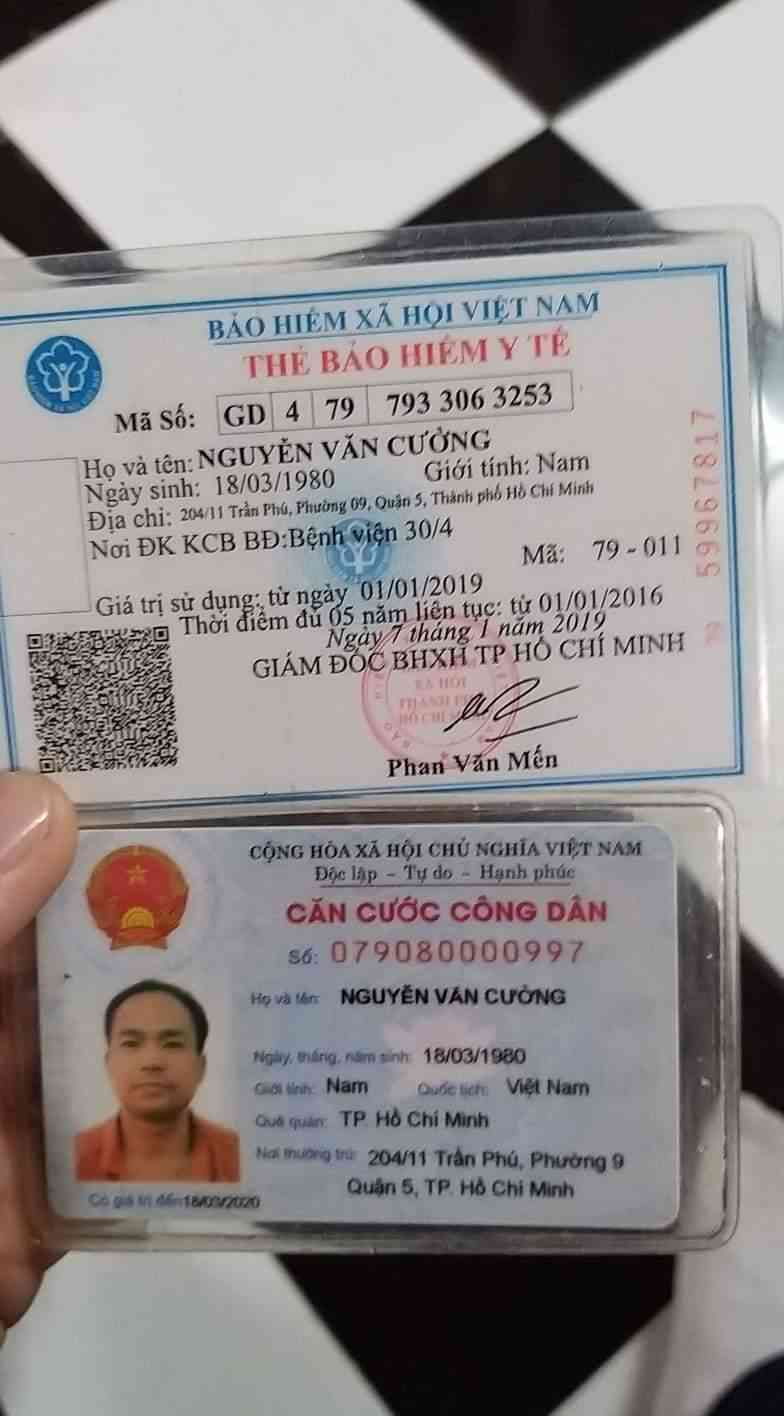 BẢO HIỂM XÃ HỘI VIỆT NAM
THẺ BẢO HIỂM Y TẾ
Mã Số: GD 4 79 793 306 3253
Họ và tên: NGUYỄN VĂN CƯỜNG
Ngày sinh: 18/03/1980 Giới tính: Nam
Địa chỉ: 204/11 Trần Phú, Phường 09, Quận 5, Thành phố Hồ Chí Minh
Nơi ĐK KCB BĐ:Bệnh viện 30/4
Mã: 79 - 011
Giá trị sử dụng: từ ngày 01/01/2019
Thời điểm đủ 05 năm liên tục: từ 01/01/2016
Ngày 7 tháng 1 năm 2019
GIÁM ĐỐC BHXH TP HỒ CHÍ MINH
XÃ HỘI
THÀNH PHỐ
HỒ CHÍ
Phan Văn Mến
59967817
CỘNG HÒA XÃ HỘI CHỦ NGHĨA VIỆT NAM
Độc lập - Tự do - Hạnh phúc
CĂN CƯỚC CÔNG DÂN
Số: 079080000997
Họ và tên: NGUYỄN VĂN CƯỜNG
Ngày, tháng, năm sinh: 18/03/1980
Giới tính: Nam Quốc tịch: Việt Nam
Quê quán: TP. Hồ Chí Minh
Nơi thường trú: 204/11 Trần Phú, Phường 9
Quận 5, TP. Hồ Chí Minh
Có giá trị đến: 18/03/2020